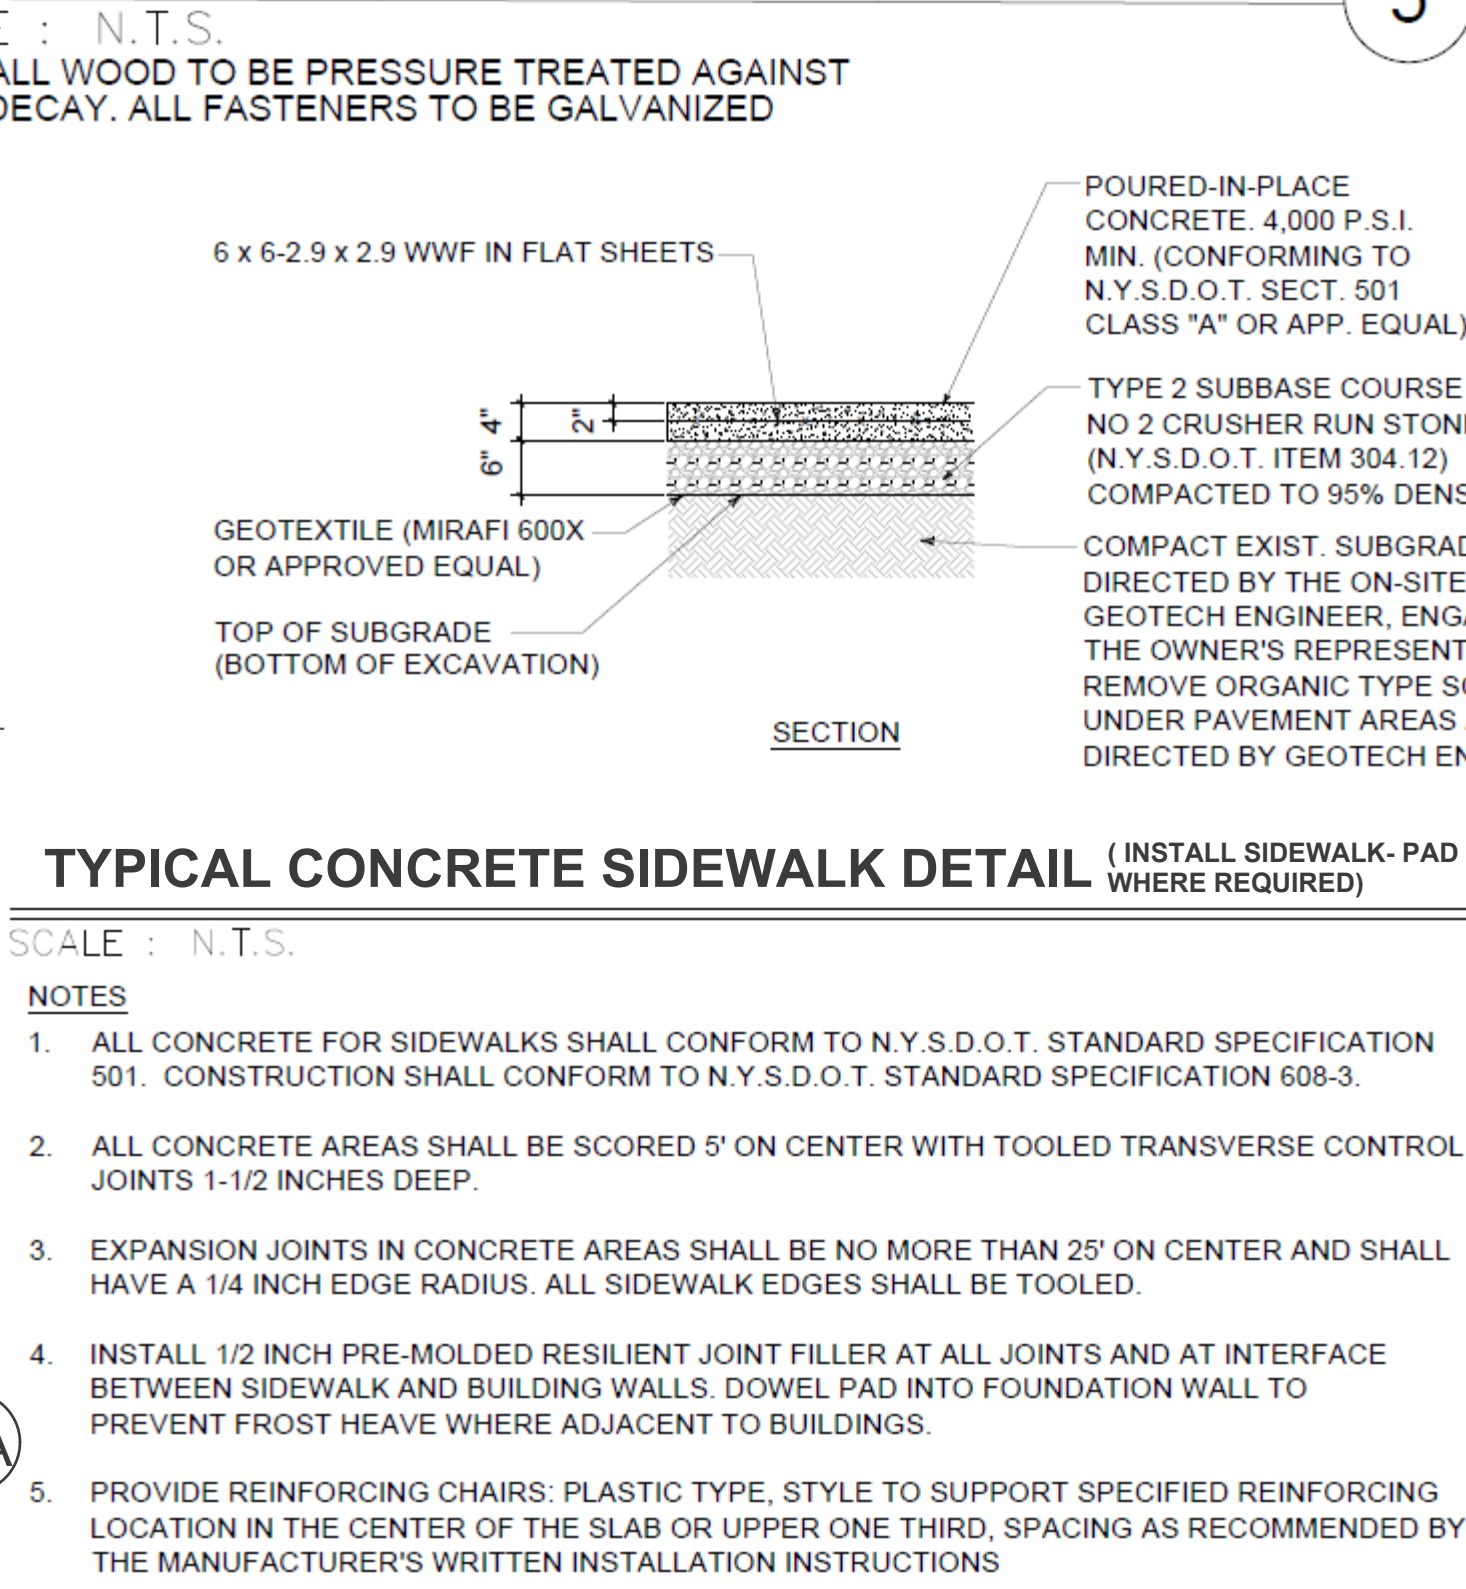 : N.T.S.
ALL WOOD TO BE PRESSURE TREATED AGAINST
DECAY. ALL FASTENERS TO BE GALVANIZED
6 x 6-2.9 x 2.9 WWF IN FLAT SHEETS
POURED-IN-PLACE
CONCRETE. 4,000 P.S.I.
MIN. (CONFORMING TO
N.Y.S.D.O.T. SECT. 501
CLASS "A" OR APP. EQUAL)
4"
2"
6"
TYPE 2 SUBBASE COURSE
NO 2 CRUSHER RUN
(N.Y.S.D.O.T. ITEM 304.12)
COMPACTED TO 95%
GEOTEXTILE (MIRAFI 600X
OR APPROVED EQUAL)
TOP OF SUBGRADE
(BOTTOM OF EXCAVATION)
COMPACT EXIST.
DIRECTED BY THE ON-SITE
GEOTECH ENGINEER,
THE OWNER'S
REMOVE ORGANIC TYPE
UNDER PAVEMENT AREAS
DIRECTED BY GEOTECH
SECTION
TYPICAL CONCRETE SIDEWALK DETAIL ( INSTALL SIDEWALK- PAD
WHERE REQUIRED)
SCALE : N.T.S.
NOTES
1. ALL CONCRETE FOR SIDEWALKS SHALL CONFORM TO N.Y.S.D.O.T. STANDARD SPECIFICATION
501. CONSTRUCTION SHALL CONFORM TO N.Y.S.D.O.T. STANDARD SPECIFICATION 608-3.
2. ALL CONCRETE AREAS SHALL BE SCORED 5' ON CENTER WITH TOOLED TRANSVERSE CONTROL
JOINTS 1-1/2 INCHES DEEP.
3. EXPANSION JOINTS IN CONCRETE AREAS SHALL BE NO MORE THAN 25' ON CENTER AND SHALL
HAVE A 1/4 INCH EDGE RADIUS. ALL SIDEWALK EDGES SHALL BE TOOLED.
4. INSTALL 1/2 INCH PRE-MOLDED RESILIENT JOINT FILLER AT ALL JOINTS AND AT INTERFACE
BETWEEN SIDEWALK AND BUILDING WALLS. DOWEL PAD INTO FOUNDATION WALL TO
PREVENT FROST HEAVE WHERE ADJACENT TO BUILDINGS.
5. PROVIDE REINFORCING CHAIRS: PLASTIC TYPE, STYLE TO SUPPORT SPECIFIED REINFORCING
LOCATION IN THE CENTER OF THE SLAB OR UPPER ONE THIRD, SPACING AS RECOMMENDED BY
THE MANUFACTURER'S WRITTEN INSTALLATION INSTRUCTIONS